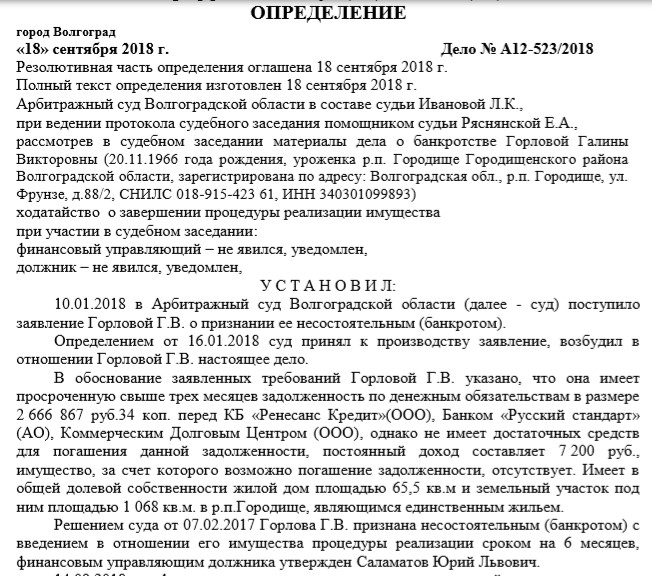 ОПРЕДЕЛЕНИЕ
город Волгоград
«18» сентября 2018 г. Дело № А12-523/2018
Резолютивная часть определения оглашена 18 сентября 2018 г.
Полный текст определения изготовлен 18 сентября 2018 г.
Арбитражный суд Волгоградской области в составе судьи Ивановой Л.К.,
при ведении протокола судебного заседания помощником судьи Ряснянской Е.А.,
рассмотрев в судебном заседании материалы дела о банкротстве Горловой Галины
Викторовны (20.11.1966 года рождения, уроженка р.п. Городище Городищенского района
Волгоградской области, зарегистрирована по адресу: Волгоградская обл., р.п. Городище, ул.
Фрунзе, д.88/2, СНИЛС 018-915-423 61, ИНН 340301099893)
ходатайство о завершении процедуры реализации имущества
при участии в судебном заседании:
финансовый управляющий – не явился, уведомлен,
должник – не явился, уведомлен,
У С Т А Н О В И Л:
10.01.2018 в Арбитражный суд Волгоградской области (далее - суд) поступило
заявление Горловой Г.В. о признании ее несостоятельным (банкротом).
Определением от 16.01.2018 суд принял к производству заявление, возбудил в
отношении Горловой Г.В. настоящее дело.
В обоснование заявленных требований Горловой Г.В. указано, что она имеет
просроченную свыше трех месяцев задолженность по денежным обязательствам в размере
2 666 867 руб.34 коп. перед КБ «Ренесанс Кредит»(ООО), Банком «Русский стандарт»
(АО), Коммерческим Долговым Центром (ООО), однако не имеет достаточных средств
для погашения данной задолженности, постоянный доход составляет 7 200 руб.,
имущество, за счет которого возможно погашение задолженности, отсутствует. Имеет в
общей долевой собственности жилой дом площадью 65,5 кв.м и земельный участок под
ним площадью 1 068 кв.м. в р.п.Городище, являющимся единственным жильем.
Решением суда от 07.02.2017 Горлова Г.В. признана несостоятельным (банкротом) с
введением в отношении его имущества процедуры реализации сроком на 6 месяцев,
финансовым управляющим должника утвержден Саламатов Юрий Львович.